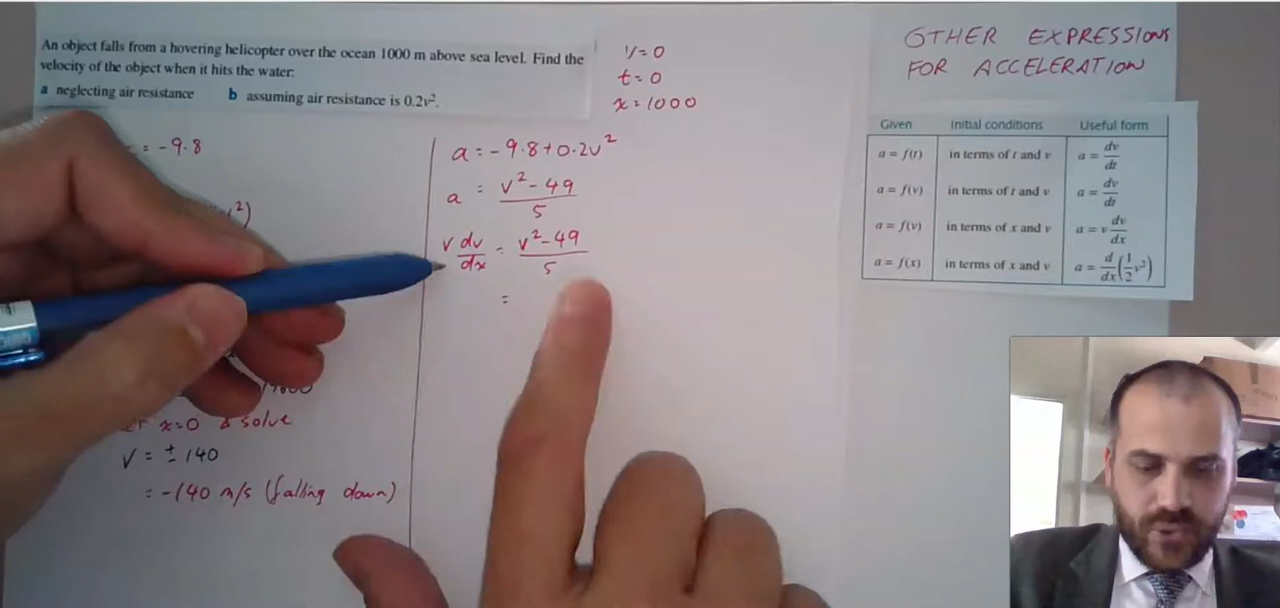 An object falls from a hovering helicopter over the ocean 1000 m above sea level. Find the
velocity of the object when it hits the water:
a neglecting air resistance b assuming air resistance is 0.2v².
v=0
t=0
x=1000
= -9.8
²)
x=0 & solve
V = ± 140
= -140 m/s (falling down)
a = -9.8+0.2v²
a = v² - 49 / 5
v dv/dx = v² - 49 / 5
=
OTHER EXPRESSIONS
FOR ACCELERATION
Given Initial conditions Useful form
a = f(t) in terms of t and v a = dv/dt
a = f(v) in terms of t and v a = dv/dt
a = f(v) in terms of x and v a = v dv/dx
a = f(x) in terms of x and v a = d/dx(½v²)